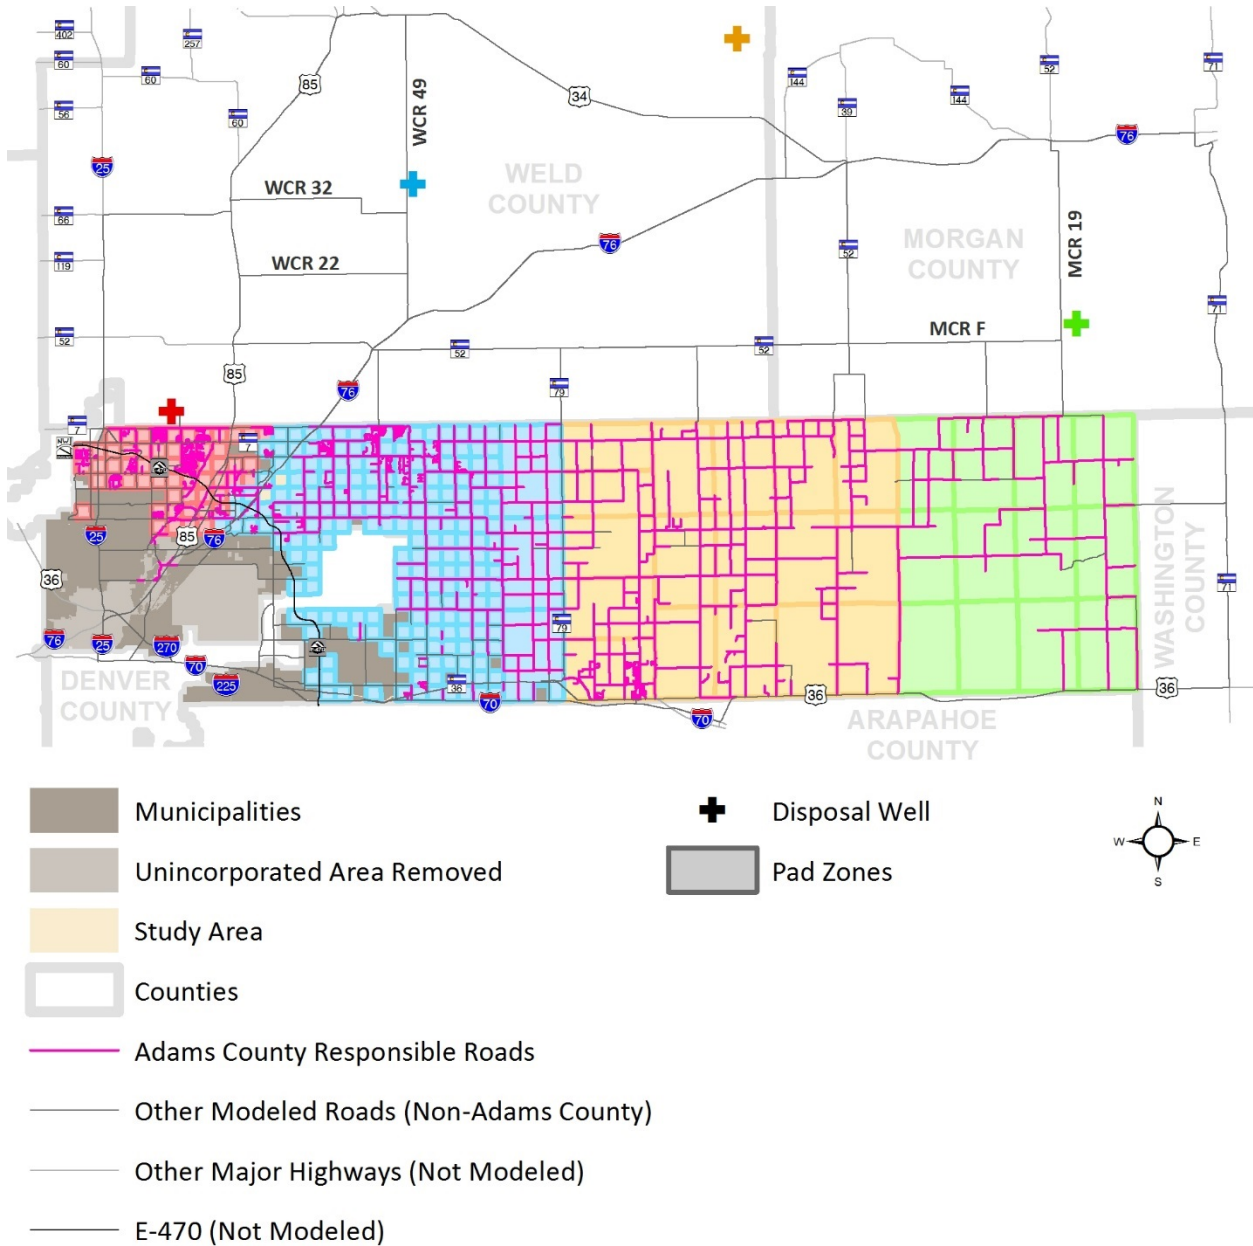 402
257
60
60
56
60
85
WCR 49
34
144
39
144
52
71
76
25
WELD
COUNTY
WCR 32
66
76
MORGAN
COUNTY
52
MCR 19
119
WCR 22
71
52
52
52
MCR F
85
76
79
7
7
25
85
76
36
WASHINGTON
COUNTY
71
79
76
25
270
70
225
36
70
36
36
70
DENVER
COUNTY
ARAPAHOE
COUNTY
Municipalities
Unincorporated Area Removed
Study Area
Counties
Adams County Responsible Roads
Other Modeled Roads (Non-Adams County)
Other Major Highways (Not Modeled)
E-470 (Not Modeled)
Disposal Well
Pad Zones
N
W
E
S